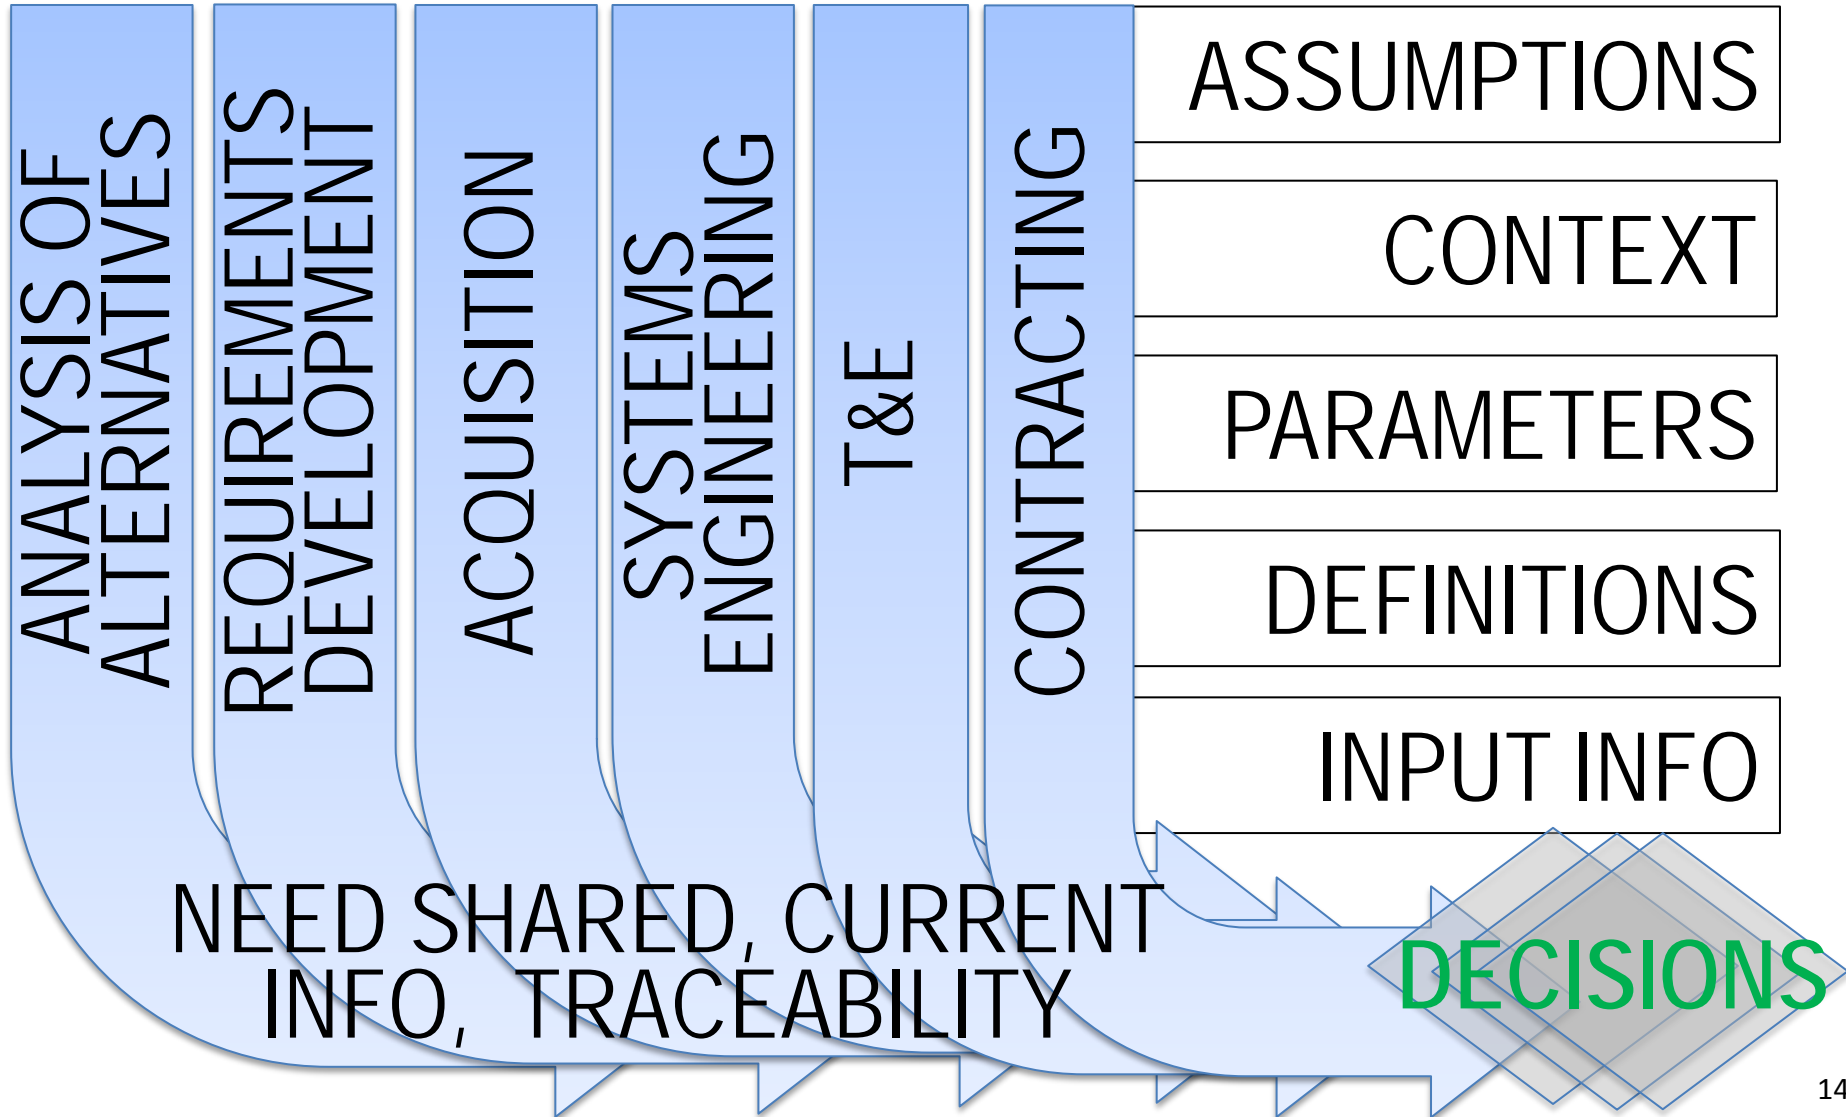 ANALYSIS OF
ALTERNATIVES
REQUIREMENTS
DEVELOPMENT
ACQUISITION
SYSTEMS
ENGINEERING
T&E
CONTRACTING
ASSUMPTIONS
CONTEXT
PARAMETERS
DEFINITIONS
INPUT INFO
NEED SHARED, CURRENT
INFO, TRACEABILITY
DECISIONS
14